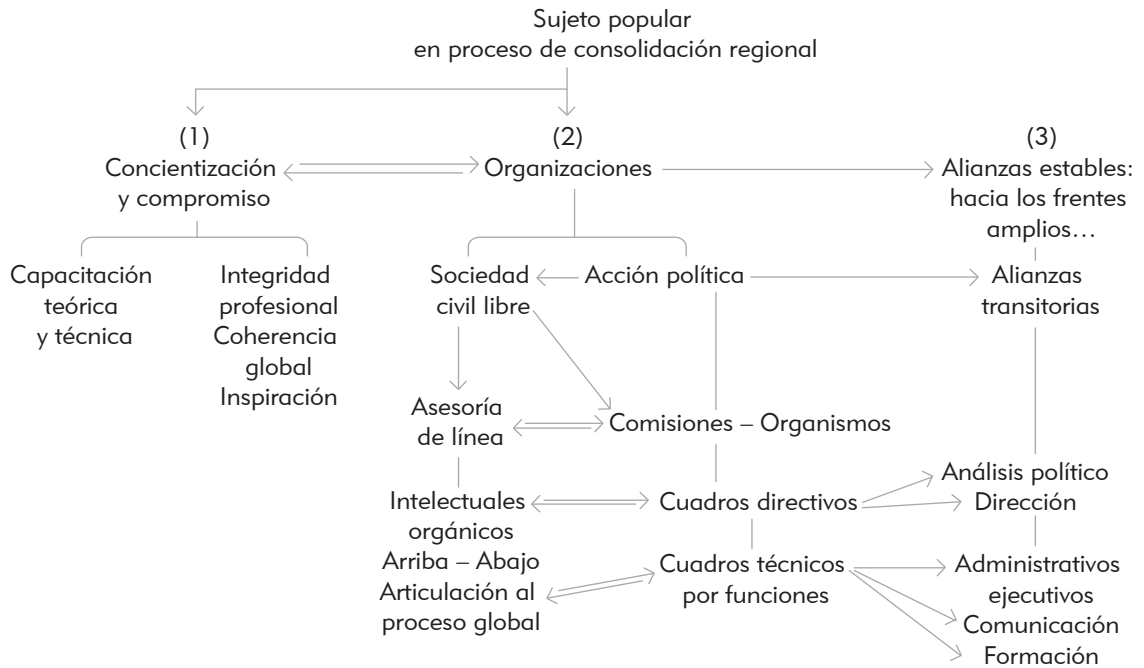 Sujeto popular
en proceso de consolidación regional
(1)
Concientización
y compromiso
(2)
Organizaciones
(3)
Alianzas estables:
hacia los frentes
amplios…
Capacitación
teórica
y técnica
Integridad
profesional
Coherencia
global
Inspiración
Sociedad
civil libre
Acción política
Alianzas
transitorias
Asesoría
de línea
Comisiones – Organismos
Intelectuales
orgánicos
Arriba – Abajo
Articulación al
proceso global
Cuadros directivos
Análisis político
Dirección
Cuadros técnicos
por funciones
Administrativos
ejecutivos
Comunicación
Formación